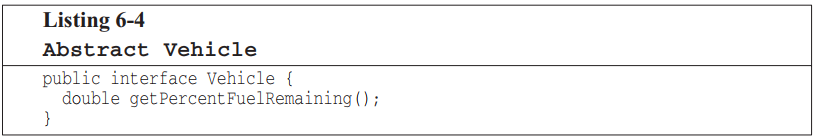 Listing 6-4
Abstract Vehicle
public interface Vehicle {
  double getPercentFuelRemaining();
}